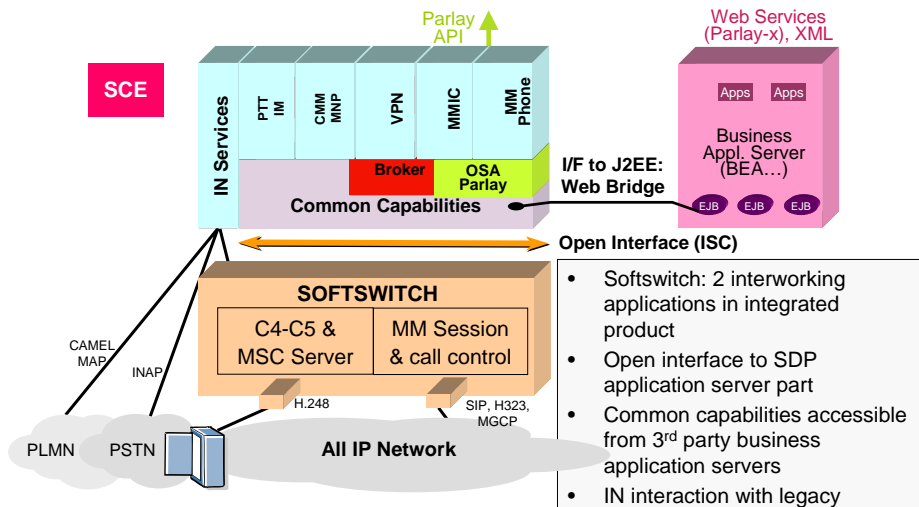 Parlay
API
Web Services
(Parlay-x), XML
SCE
IN Services
PTT
IM
CMM
MNP
VPN
MMIC
MM
Phone
Apps
Apps
Business
Appl. Server
(BEA…)
Broker
OSA
Parlay
I/F to J2EE:
Web Bridge
Common Capabilities
EJB
EJB
EJB
Open Interface (ISC)
SOFTSWITCH
C4-C5 &
MSC Server
MM Session
& call control
CAMEL
MAP
INAP
H.248
SIP, H323,
MGCP
PLMN
PSTN
All IP Network
• Softswitch: 2 interworking
applications in integrated
product
• Open interface to SDP
application server part
• Common capabilities accessible
from 3rd party business
application servers
• IN interaction with legacy